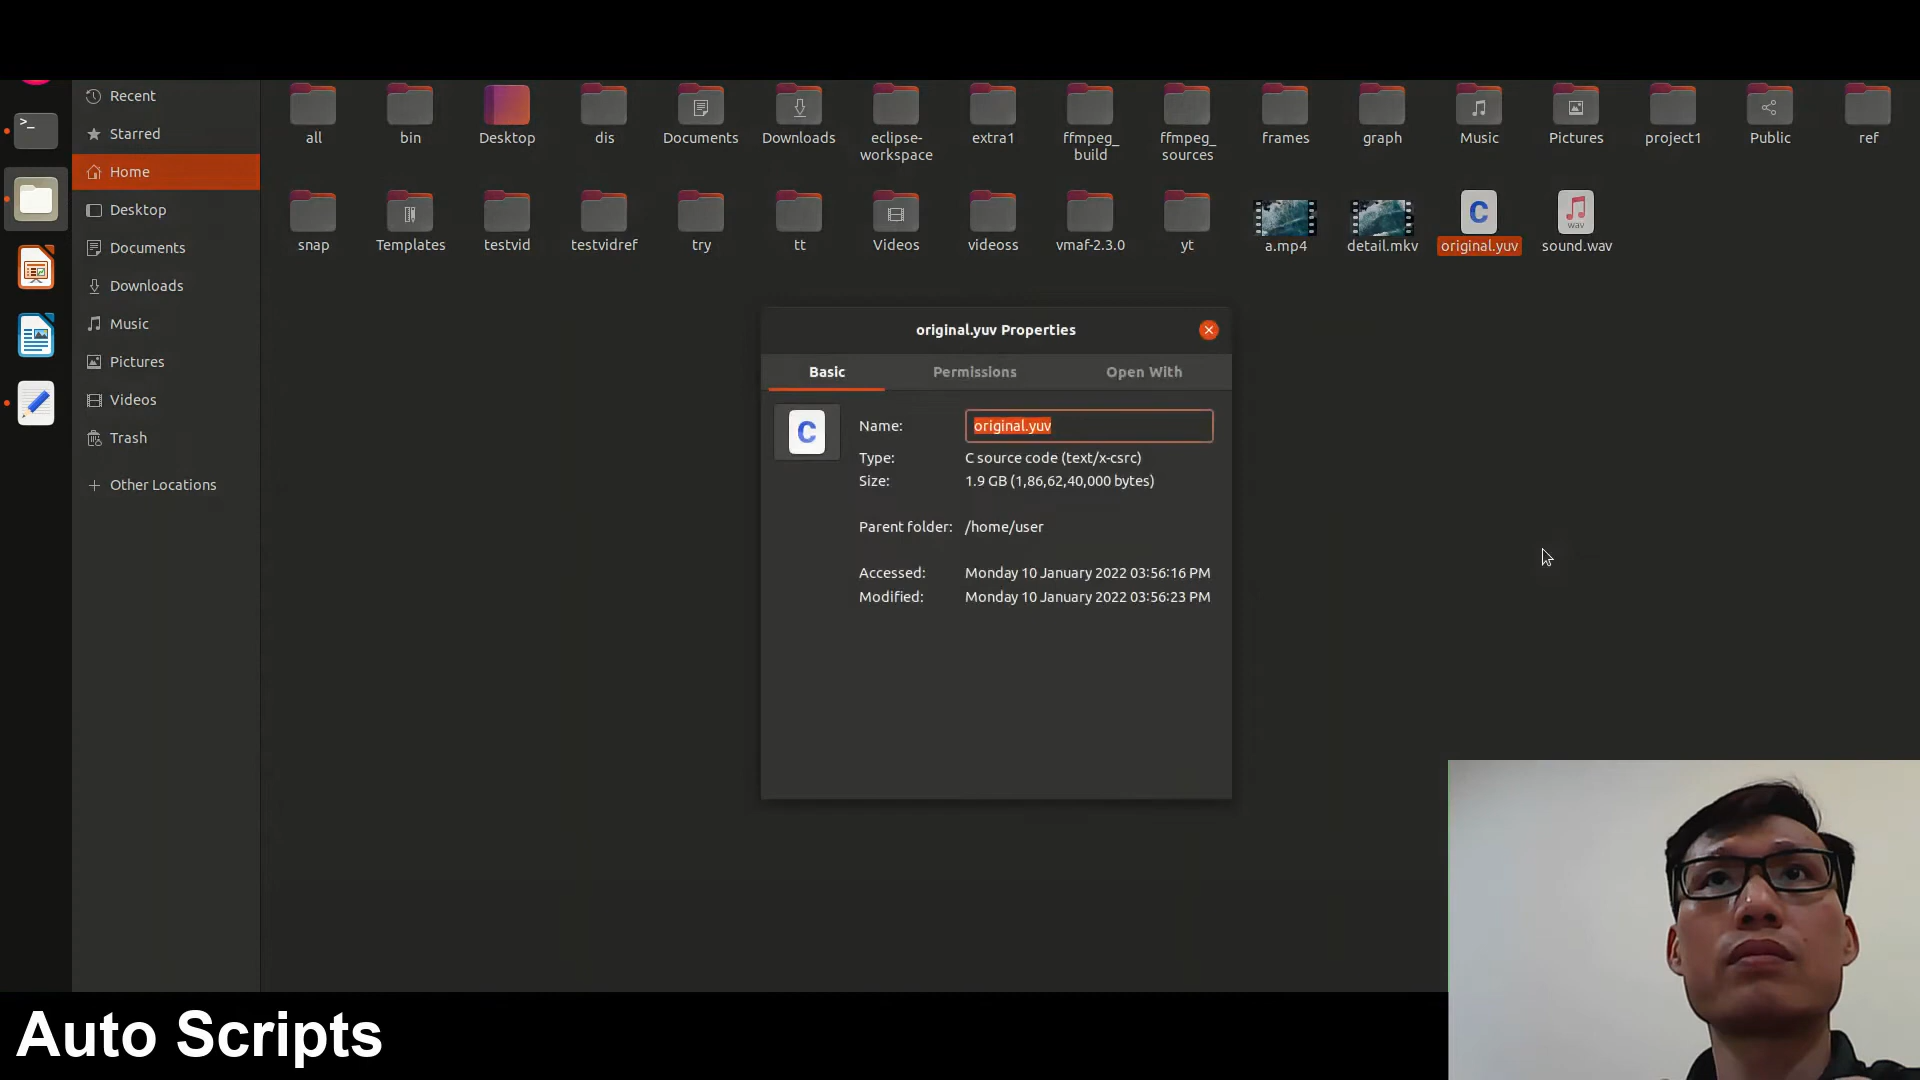 Recent
Starred
Home
Desktop
Documents
Downloads
Music
Pictures
Videos
Trash
Other Locations
all
bin
Desktop
dis
Documents
Downloads
eclipse-
workspace
extra1
ffmpeg_
build
ffmpeg_
sources
frames
graph
Music
Pictures
project1
Public
ref
snap
Templates
testvid
testvidref
try
tt
Videos
videoss
vmaf-2.3.0
yt
a.mp4
detail.mkv
C
original.yuv
wav
sound.wav
original.yuv Properties
Basic Permissions Open With
C
Name: original.yuv
Type: C source code (text/x-csrc)
Size: 1.9 GB (1,86,62,40,000 bytes)
Parent folder: /home/user
Accessed: Monday 10 January 2022 03:56:16 PM
Modified: Monday 10 January 2022 03:56:23 PM
Auto Scripts